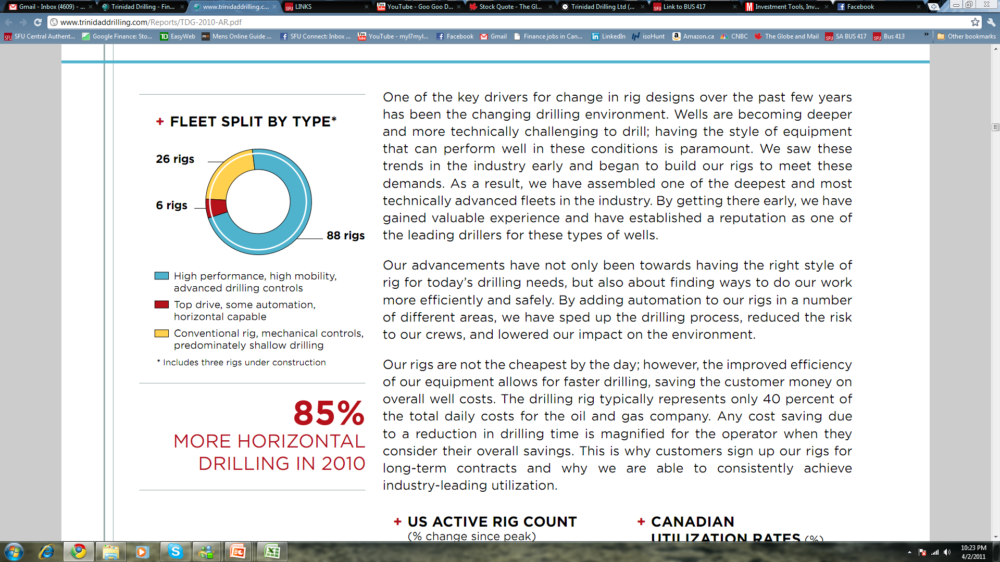 Gmail - Inbox (4609) - ...
Trinidad Drilling - Fin...
www.trinidaddrilling.c...
SFU LINKS
You Tube YouTube - Goo Goo D...
Stock Quote - The Gl...
Trinidad Drilling Ltd (...
SFU Link to BUS 417
Investment Tools, Inv...
Facebook
www.trinidaddrilling.com/Reports/TDG-2010-AR.pdf
SFU SFU Central Authent...
Google Finance: Sto...
TD EasyWeb
mm Mens Online Guide ...
SFU Connect: Inbox ...
You Tube YouTube - myl7myl...
Facebook
Gmail
Finance jobs in Can...
in LinkedIn
isoHunt
a Amazon.ca
CNBC
The Globe and Mail
SFU SA BUS 417
SFU Bus 413
»
Other bookmarks
+ FLEET SPLIT BY TYPE*
26 rigs
6 rigs
88 rigs
High performance, high mobility,
advanced drilling controls
Top drive, some automation,
horizontal capable
Conventional rig, mechanical controls,
predominately shallow drilling
* Includes three rigs under construction
85%
MORE HORIZONTAL
DRILLING IN 2010
One of the key drivers for change in rig designs over the past few years
has been the changing drilling environment. Wells are becoming deeper
and more technically challenging to drill; having the style of equipment
that can perform well in these conditions is paramount. We saw these
trends in the industry early and began to build our rigs to meet these
demands. As a result, we have assembled one of the deepest and most
technically advanced fleets in the industry. By getting there early, we have
gained valuable experience and have established a reputation as one of
the leading drillers for these types of wells.
Our advancements have not only been towards having the right style of
rig for today's drilling needs, but also about finding ways to do our work
more efficiently and safely. By adding automation to our rigs in a number
of different areas, we have sped up the drilling process, reduced the risk
to our crews, and lowered our impact on the environment.
Our rigs are not the cheapest by the day; however, the improved efficiency
of our equipment allows for faster drilling, saving the customer money on
overall well costs. The drilling rig typically represents only 40 percent of
the total daily costs for the oil and gas company. Any cost saving due
to a reduction in drilling time is magnified for the operator when they
consider their overall savings. This is why customers sign up our rigs for
long-term contracts and why we are able to consistently achieve
industry-leading utilization.
+ US ACTIVE RIG COUNT
(% change since peak)
+ CANADIAN
UTILIZATION RATES (%)
10:23 PM
4/2/2011